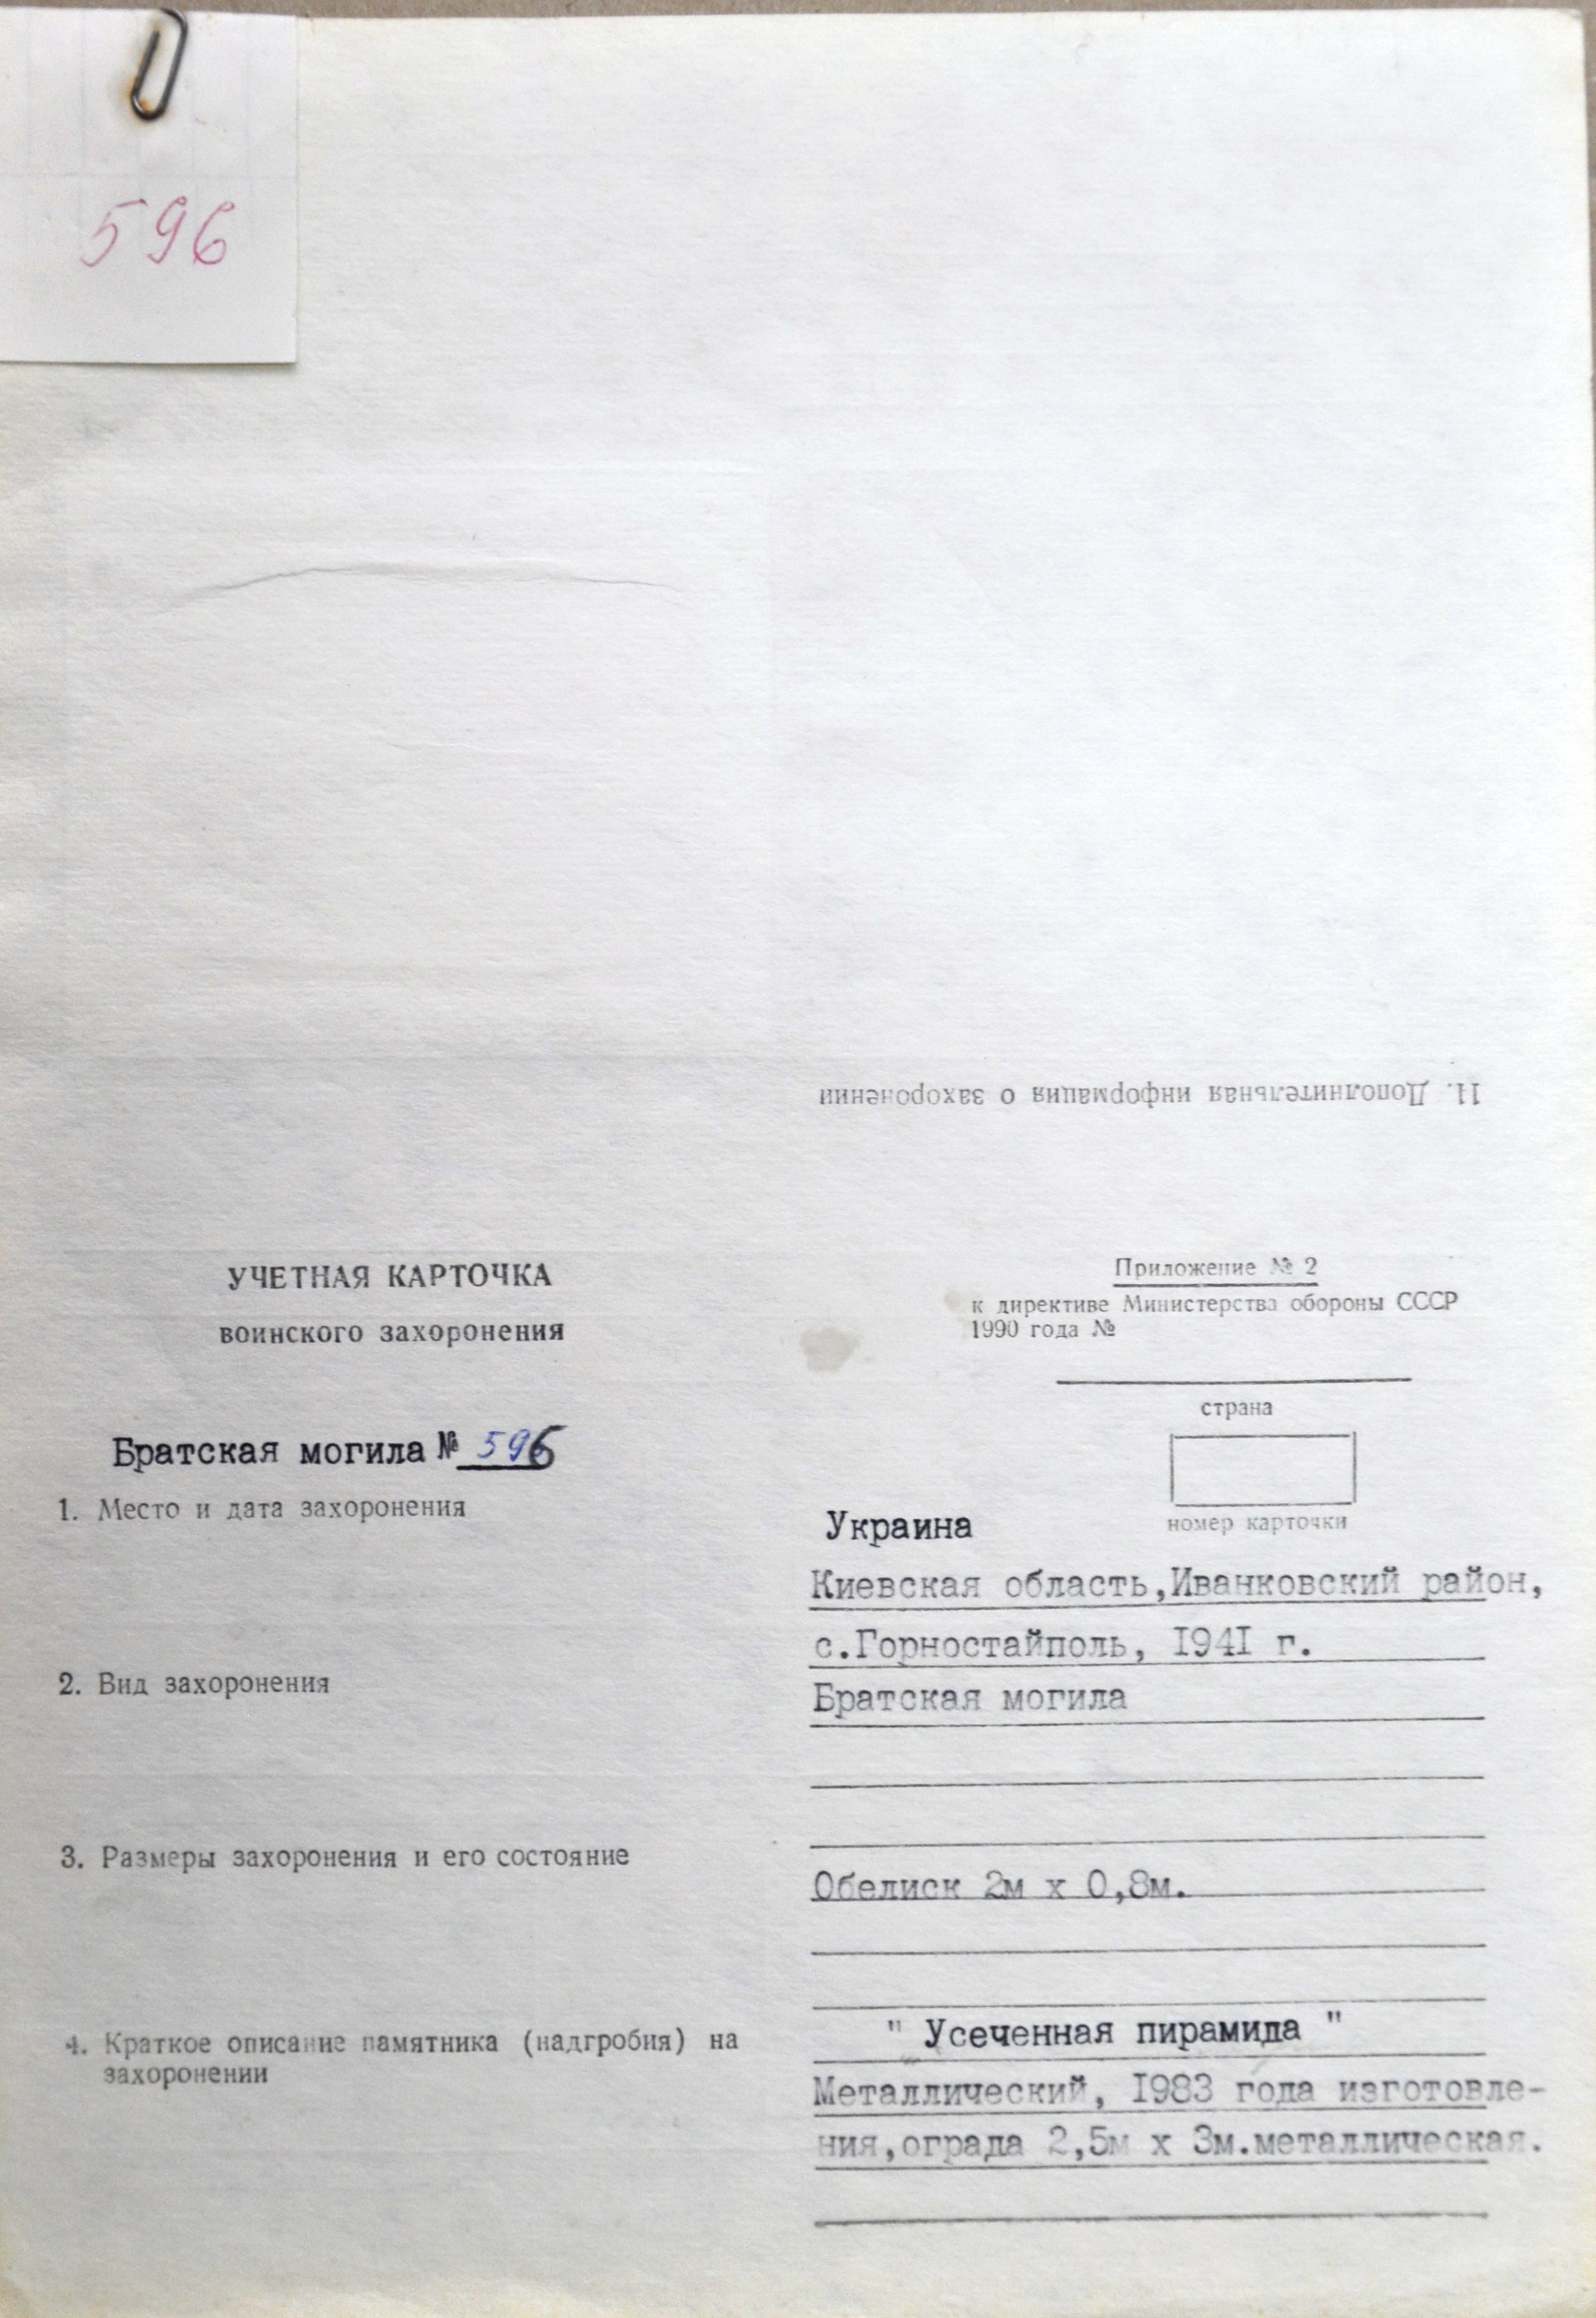 596
11. Дополнительная информация о захоронении
УЧЕТНАЯ КАРТОЧКА
воинского захоронения
Приложение № 2
к директиве Министерства обороны СССР
1990 года №
страна
номер карточки
Братская могила № 596
1. Место и дата захоронения
Украина
Киевская область,Иванковский район,
с.Горностайполь, 1941 г.
2. Вид захоронения
Братская могила
3. Размеры захоронения и его состояние
Обелиск 2м х 0,8м.
4. Краткое описание памятника (надгробия) на
захоронении
" Усеченная пирамида "
Металлический, 1983 года изготовле-
ния,ограда 2,5м х 3м.металлическая.